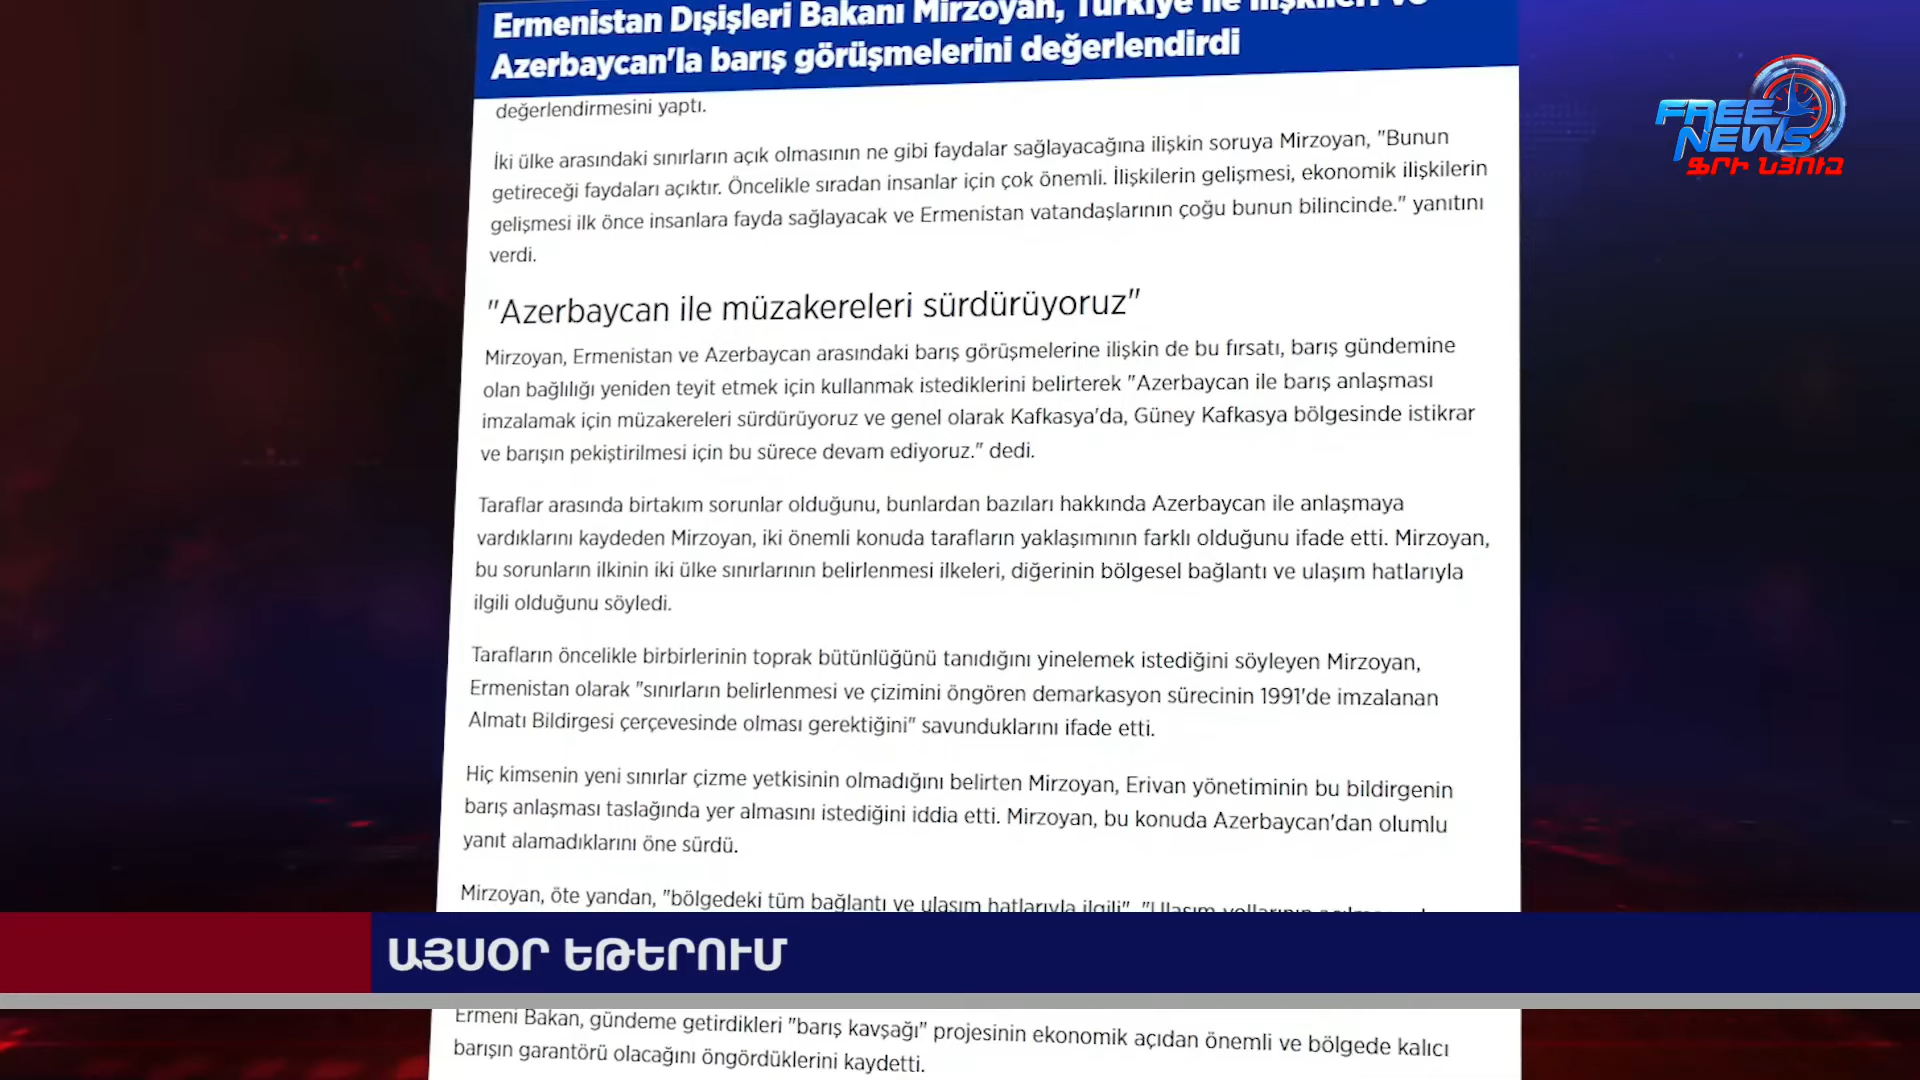 Ermenistan Dışişleri Bakanı Mirzoyan, Türkiye ile ilişkileri ve
Azerbaycan'la barış görüşmelerini değerlendirdi
FREE
NEWS
ՖՐԻ ՆՅՈՒԶ
değerlendirmesini yaptı.
İki ülke arasındaki sınırların açık olmasının ne gibi faydalar sağlayacağına ilişkin soruya Mirzoyan, "Bunun
getireceği faydaları açıktır. Öncelikle sıradan insanlar için çok önemli. İlişkilerin gelişmesi, ekonomik ilişkilerin
gelişmesi ilk önce insanlara fayda sağlayacak ve Ermenistan vatandaşlarının çoğu bunun bilincinde." yanıtını
verdi.
"Azerbaycan ile müzakereleri sürdürüyoruz"
Mirzoyan, Ermenistan ve Azerbaycan arasındaki barış görüşmelerine ilişkin de bu fırsatı, barış gündemine
olan bağlılığı yeniden teyit etmek için kullanmak istediklerini belirterek "Azerbaycan ile barış anlaşması
imzalamak için müzakereleri sürdürüyoruz ve genel olarak Kafkasya'da, Güney Kafkasya bölgesinde istikrar
ve barışın pekiştirilmesi için bu sürece devam ediyoruz." dedi.
Taraflar arasında birtakım sorunlar olduğunu, bunlardan bazıları hakkında Azerbaycan ile anlaşmaya
vardıklarını kaydeden Mirzoyan, iki önemli konuda tarafların yaklaşımının farklı olduğunu ifade etti. Mirzoyan,
bu sorunların ilkinin iki ülke sınırlarının belirlenmesi ilkeleri, diğerinin bölgesel bağlantı ve ulaşım hatlarıyla
ilgili olduğunu söyledi.
Tarafların öncelikle birbirlerinin toprak bütünlüğünü tanıdığını yinelemek istediğini söyleyen Mirzoyan,
Ermenistan olarak "sınırların belirlenmesi ve çizimini öngören demarkasyon sürecinin 1991'de imzalanan
Almatı Bildirgesi çerçevesinde olması gerektiğini" savunduklarını ifade etti.
Hiç kimsenin yeni sınırlar çizme yetkisinin olmadığını belirten Mirzoyan, Erivan yönetiminin bu bildirgenin
barış anlaşması taslağında yer almasını istediğini iddia etti. Mirzoyan, bu konuda Azerbaycan'dan olumlu
yanıt alamadıklarını öne sürdü.
Mirzoyan, öte yandan, "bölgedeki tüm bağlantı ve ulaşım hatlarıyla ilgili", "Ulaşım yollarının
ԱՅՍՕՐ ԵԹԵՐՈՒՄ
Ermeni Bakan, gündeme getirdikleri "barış kavşağı" projesinin ekonomik açıdan önemli ve bölgede kalıcı
barışın garantörü olacağını öngördüklerini kaydetti.